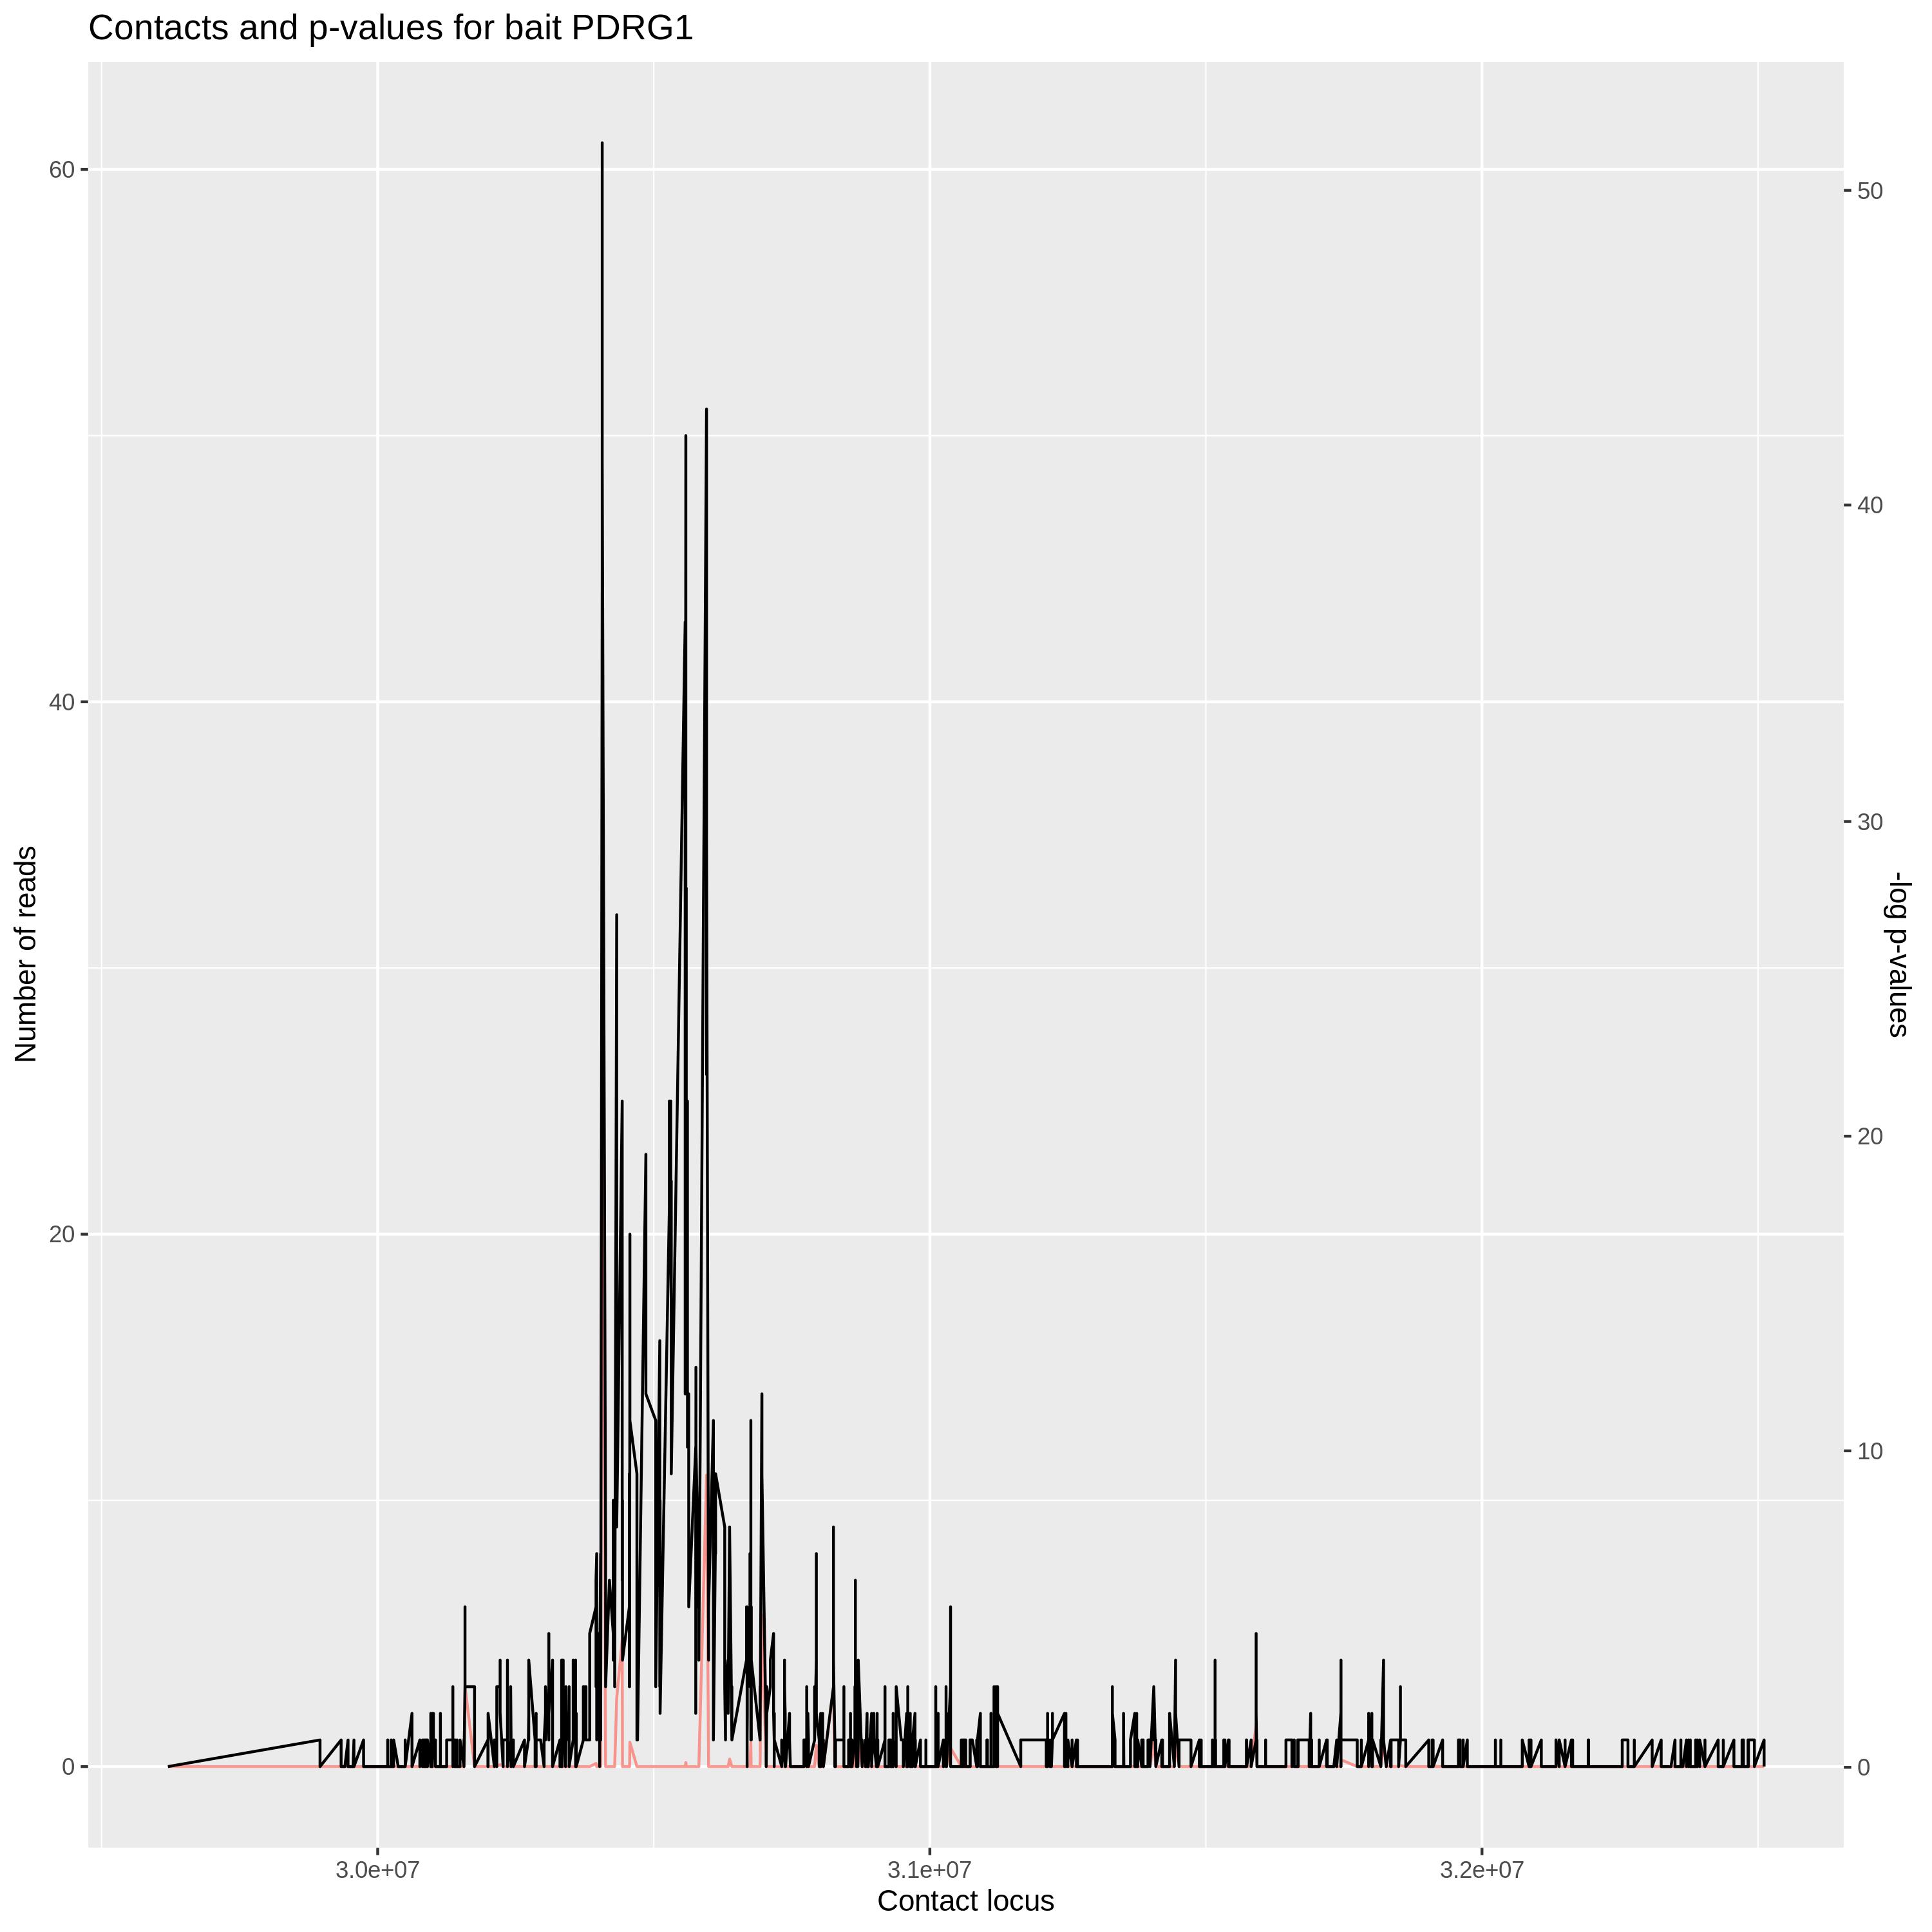 Contacts and p-values for bait PDRG1
60
40
20
0
50
40
30
20
10
0
Number of reads
-log p-values
3.0e+07 3.1e+07 3.2e+07
Contact locus